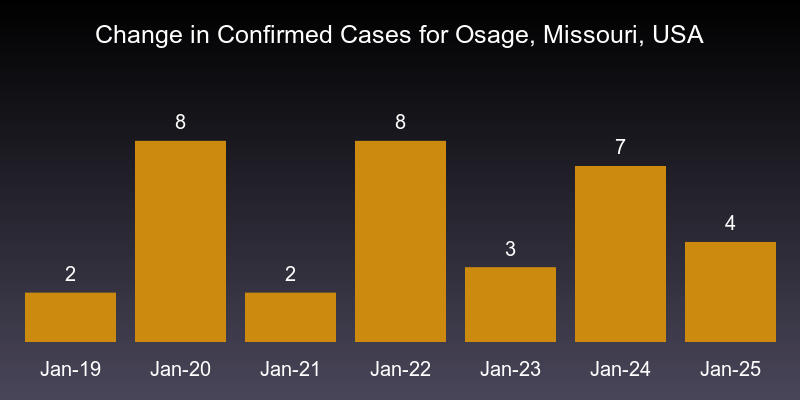 Change in Confirmed Cases for Osage, Missouri, USA
8
8
7
4
3
2
2
Jan-19
Jan-20
Jan-21
Jan-22
Jan-23
Jan-24
Jan-25